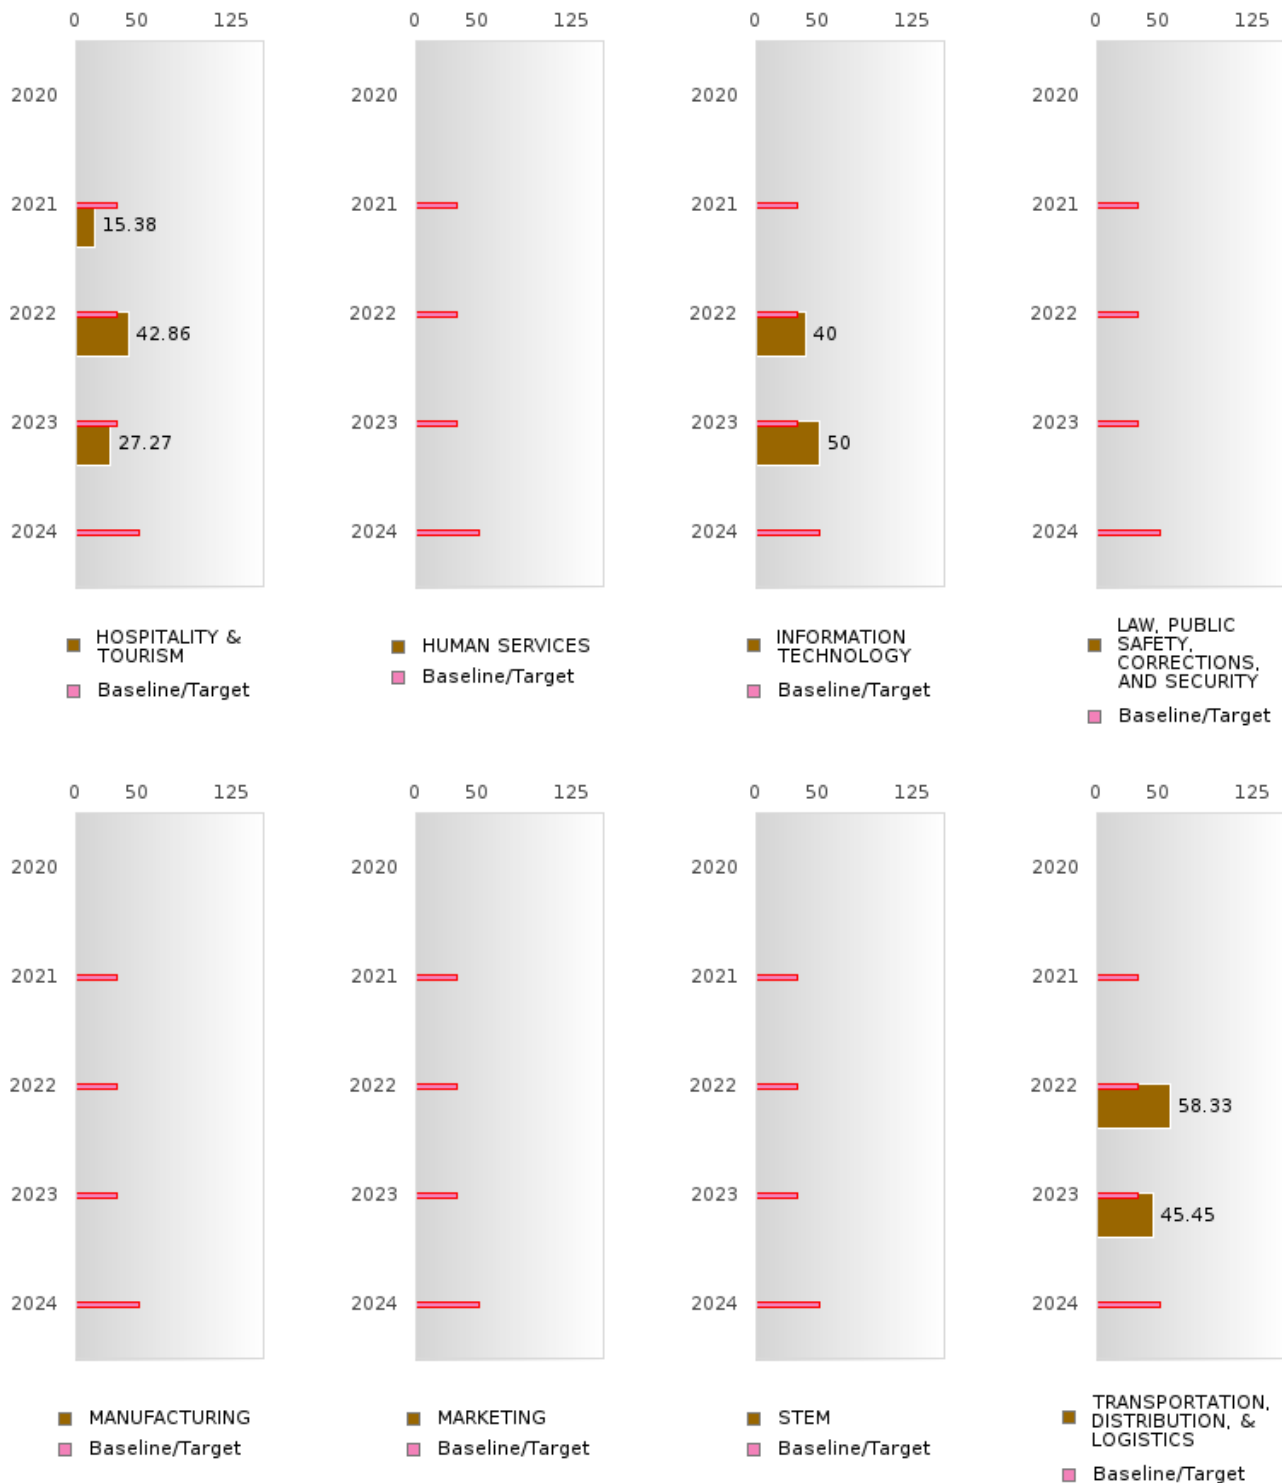 0 50 125
2020
2021
15.38
2022
42.86
2023
27.27
2024
HOSPITALITY &
TOURISM
Baseline/Target
0 50 125
2020
2021
2022
2023
2024
HUMAN SERVICES
Baseline/Target
0 50 125
2020
2021
2022
40
2023
50
2024
INFORMATION
TECHNOLOGY
Baseline/Target
0 50 125
2020
2021
2022
2023
2024
LAW, PUBLIC
SAFETY,
CORRECTIONS,
AND SECURITY
Baseline/Target
0 50 125
2020
2021
2022
2023
2024
MANUFACTURING
Baseline/Target
0 50 125
2020
2021
2022
2023
2024
MARKETING
Baseline/Target
0 50 125
2020
2021
2022
2023
2024
STEM
Baseline/Target
0 50 125
2020
2021
2022
58.33
2023
45.45
2024
TRANSPORTATION,
DISTRIBUTION, &
LOGISTICS
Baseline/Target